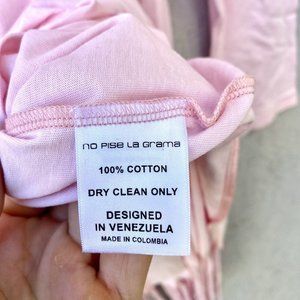 no PISE La Grama
100% COTTON
DRY CLEAN ONLY
DESIGNED
IN VENEZUELA
MADE IN COLOMBIA